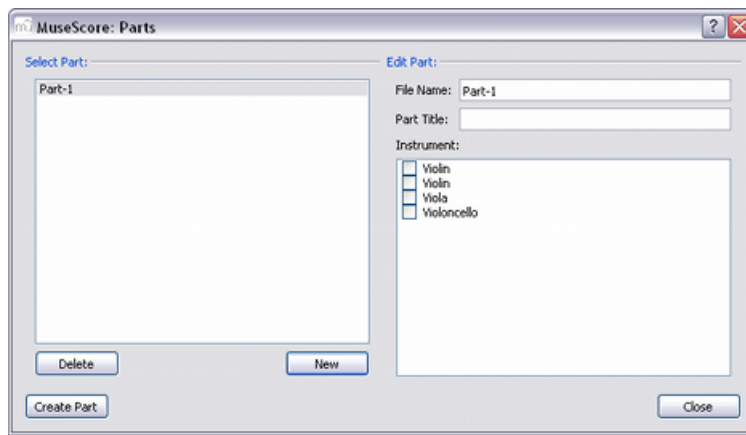 MuseScore: Parts
Select Part:
Part-1
Delete
New
Create Part
Edit Part:
File Name: Part-1
Part Title:
Instrument:
Violin
Violin
Viola
Violoncello
Close